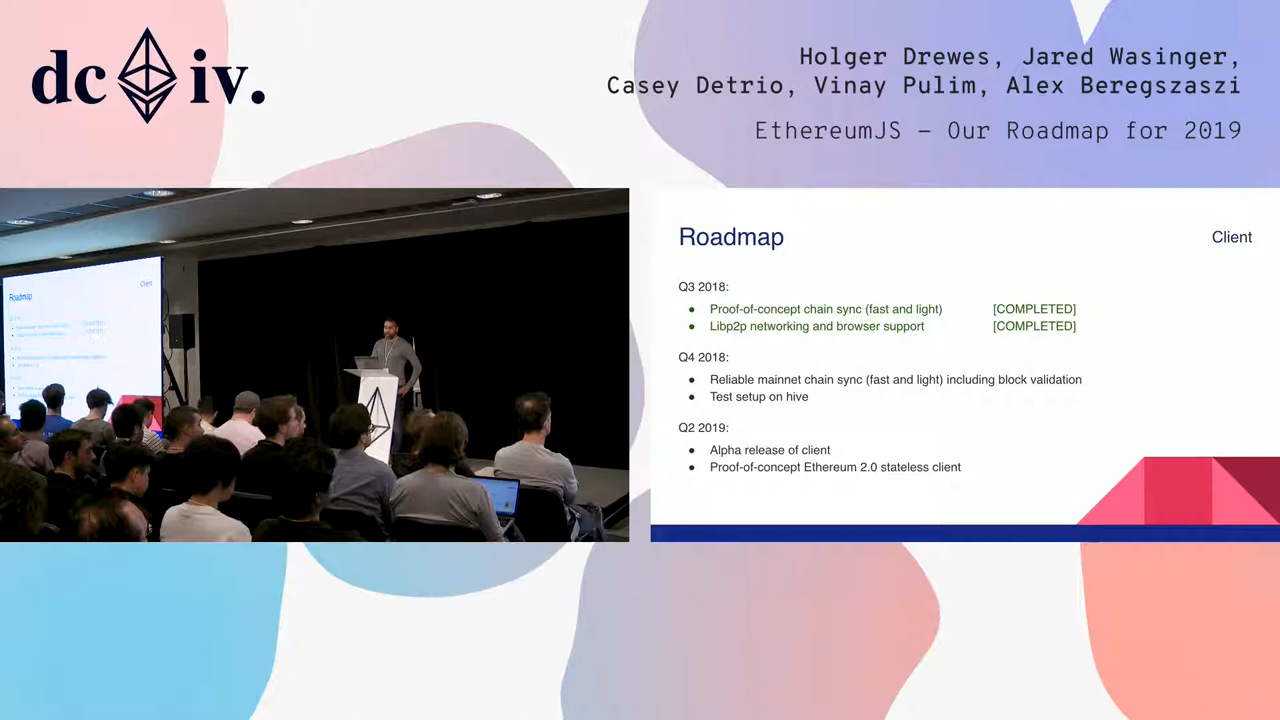 dc iv.
Holger Drewes, Jared Wasinger,
Casey Detrio, Vinay Pulim, Alex Beregszaszi
EthereumJS – Our Roadmap for 2019
Roadmap
Client
Roadmap
Client
Q3 2018:
• Proof-of-concept chain sync (fast and light) [COMPLETED]
• Libp2p networking and browser support [COMPLETED]
Q4 2018:
• Reliable mainnet chain sync (fast and light) including block validation
• Test setup on hive
Q2 2019:
• Alpha release of client
• Proof-of-concept Ethereum 2.0 stateless client